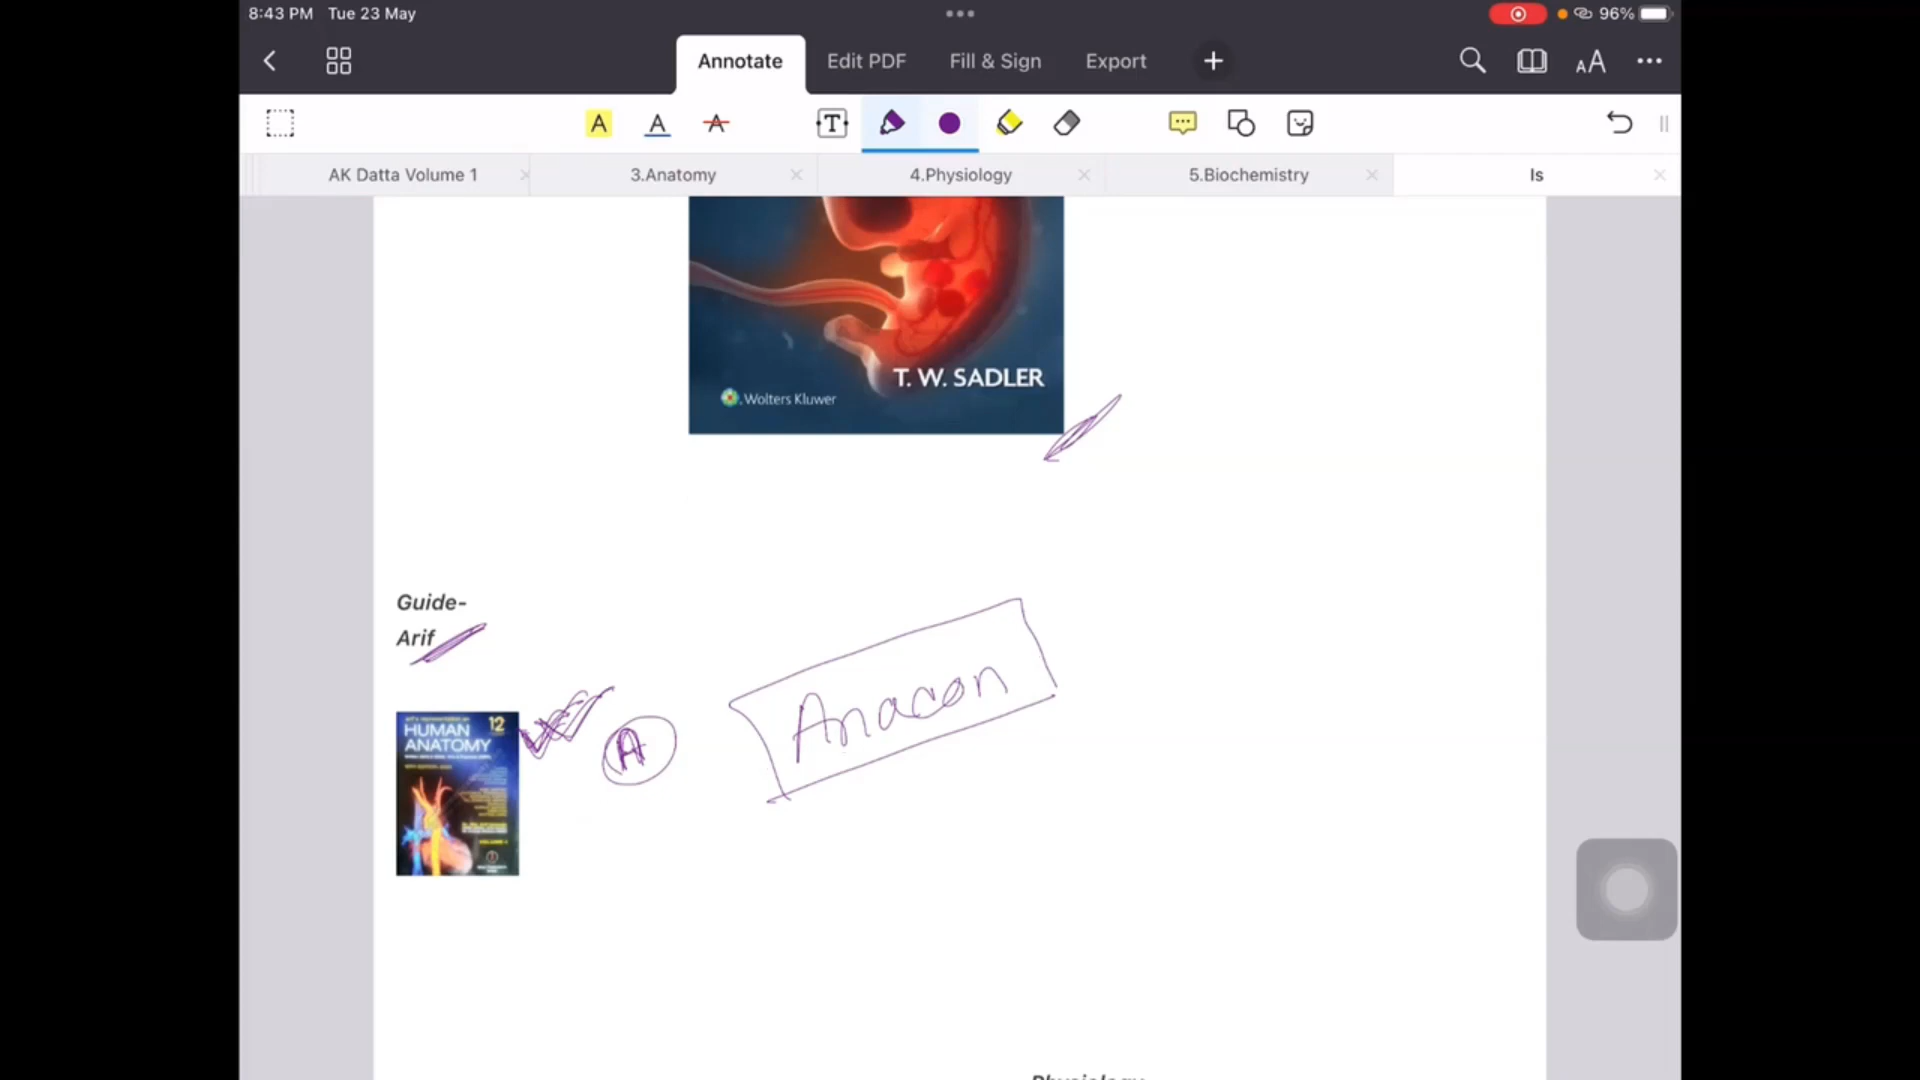 8:43 PM Tue 23 May
96%
Annotate Edit PDF Fill & Sign Export
AK Datta Volume 1 3.Anatomy 4.Physiology 5.Biochemistry Is
T. W. SADLER
Wolters Kluwer
Guide-
Arif
12
HUMAN
ANATOMY
A
Anacon